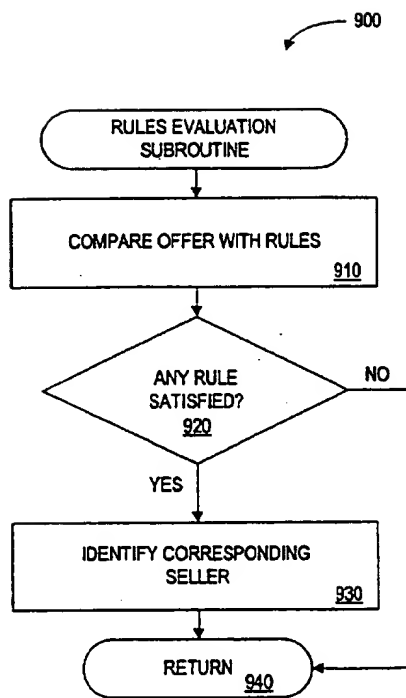 900
RULES EVALUATION
SUBROUTINE
COMPARE OFFER WITH RULES
910
ANY RULE
SATISFIED?
920
NO
YES
IDENTIFY CORRESPONDING
SELLER
930
RETURN
940